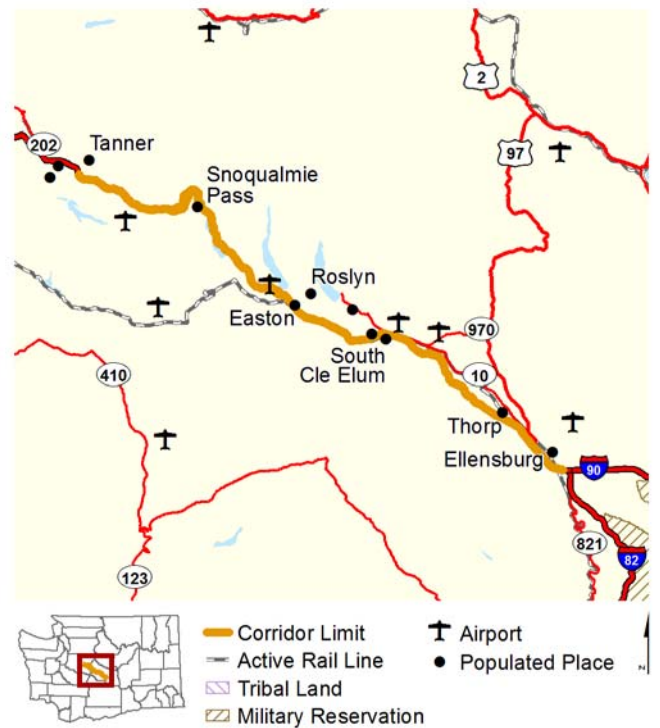 2
97
202
Tanner
Snoqualmie
Pass
Roslyn
Easton
970
South
Cle Elum
10
410
Thorp
Ellensburg
90
821
82
123
Corridor Limit
Active Rail Line
Tribal Land
Military Reservation
Airport
Populated Place
N